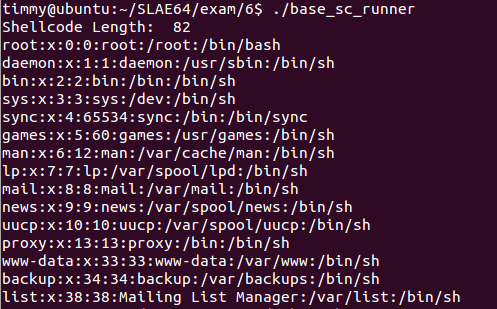 timmy@ubuntu:~/SLAE64/exam/6$ ./base_sc_runner
Shellcode Length:  82
root:x:0:0:root:/root:/bin/bash
daemon:x:1:1:daemon:/usr/sbin:/bin/sh
bin:x:2:2:bin:/bin:/bin/sh
sys:x:3:3:sys:/dev:/bin/sh
sync:x:4:65534:sync:/bin:/bin/sync
games:x:5:60:games:/usr/games:/bin/sh
man:x:6:12:man:/var/cache/man:/bin/sh
lp:x:7:7:lp:/var/spool/lpd:/bin/sh
mail:x:8:8:mail:/var/mail:/bin/sh
news:x:9:9:news:/var/spool/news:/bin/sh
uucp:x:10:10:uucp:/var/spool/uucp:/bin/sh
proxy:x:13:13:proxy:/bin:/bin/sh
www-data:x:33:33:www-data:/var/www:/bin/sh
backup:x:34:34:backup:/var/backups:/bin/sh
list:x:38:38:Mailing List Manager:/var/list:/bin/sh